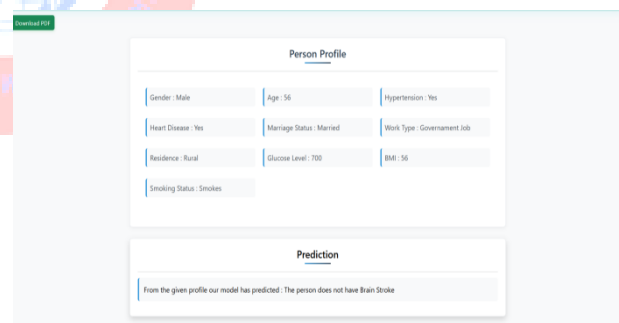 Download PDF
Person Profile
Gender : Male
Age : 56
Hypertension : Yes
Heart Disease : Yes
Marriage Status : Married
Work Type : Governament Job
Residence : Rural
Glucose Level : 700
BMI : 56
Smoking Status : Smokes
Prediction
From the given profile our model has predicted : The person does not have Brain Stroke